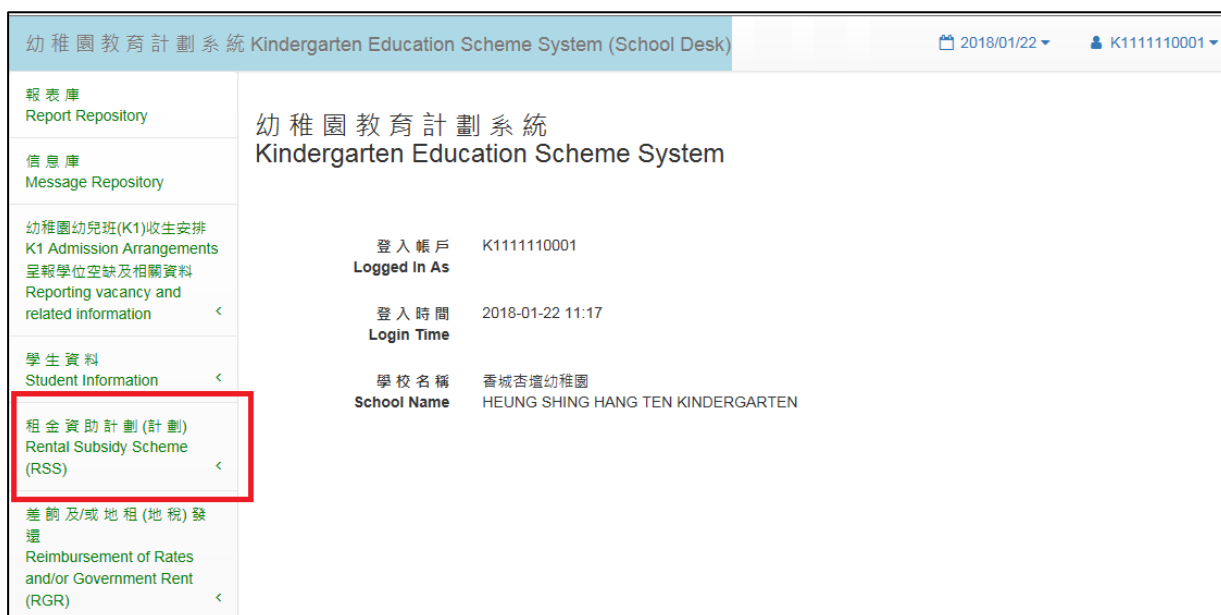 幼稚園教育計劃系統 Kindergarten Education Scheme System (School Desk)
2018/01/22
K1111110001
報表庫
Report Repository
信息庫
Message Repository
幼稚園幼兒班(K1)收生安排
K1 Admission Arrangements
呈報學位空缺及相關資料
Reporting vacancy and
related information
學生資料
Student Information
租金資助計劃(計劃)
Rental Subsidy Scheme
(RSS)
差餉及/或地租(地稅)發
還
Reimbursement of Rates
and/or Government Rent
(RGR)
幼稚園教育計劃系統
Kindergarten Education Scheme System
登入帳戶 K1111110001
Logged In As
登入時間 2018-01-22 11:17
Login Time
學校名稱 香城杏壇幼稚園
School Name HEUNG SHING HANG TEN KINDERGARTEN